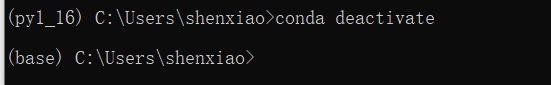 (py1_16) C:\Users\shenxiao>conda deactivate
(base) C:\Users\shenxiao>